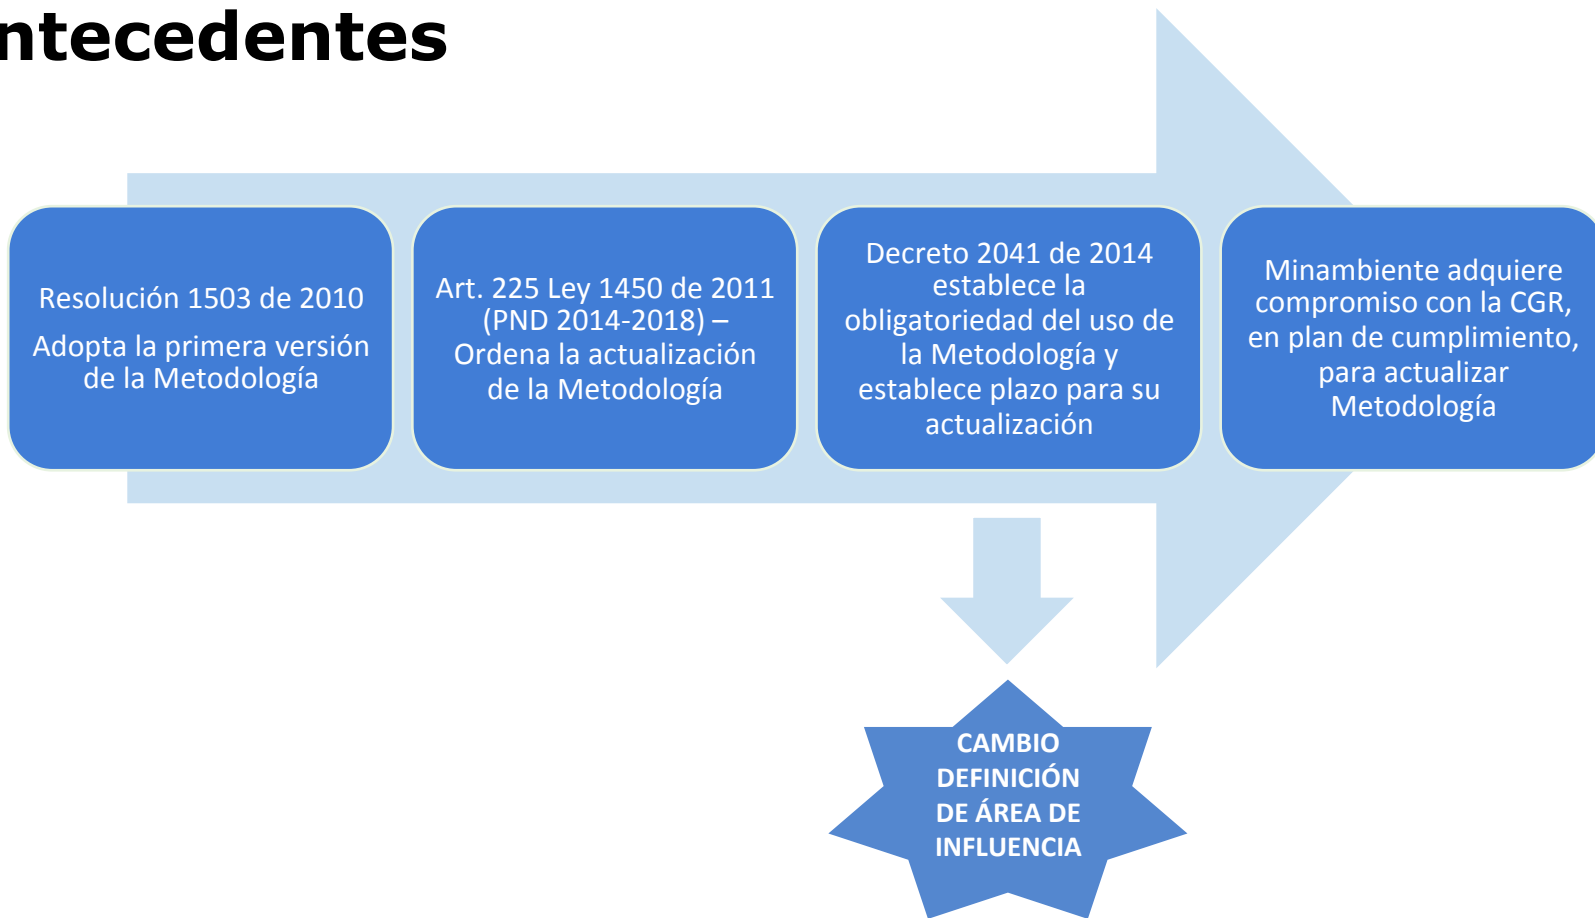 ntecedentes
Resolución 1503 de 2010
Adopta la primera versión
de la Metodología
Art. 225 Ley 1450 de 2011
(PND 2014-2018) –
Ordena la actualización
de la Metodología
Decreto 2041 de 2014
establece la
obligatoriedad del uso de
la Metodología y
establece plazo para su
actualización
Minambiente adquiere
compromiso con la CGR,
en plan de cumplimiento,
para actualizar
Metodología
CAMBIO
DEFINICIÓN
DE ÁREA DE
INFLUENCIA